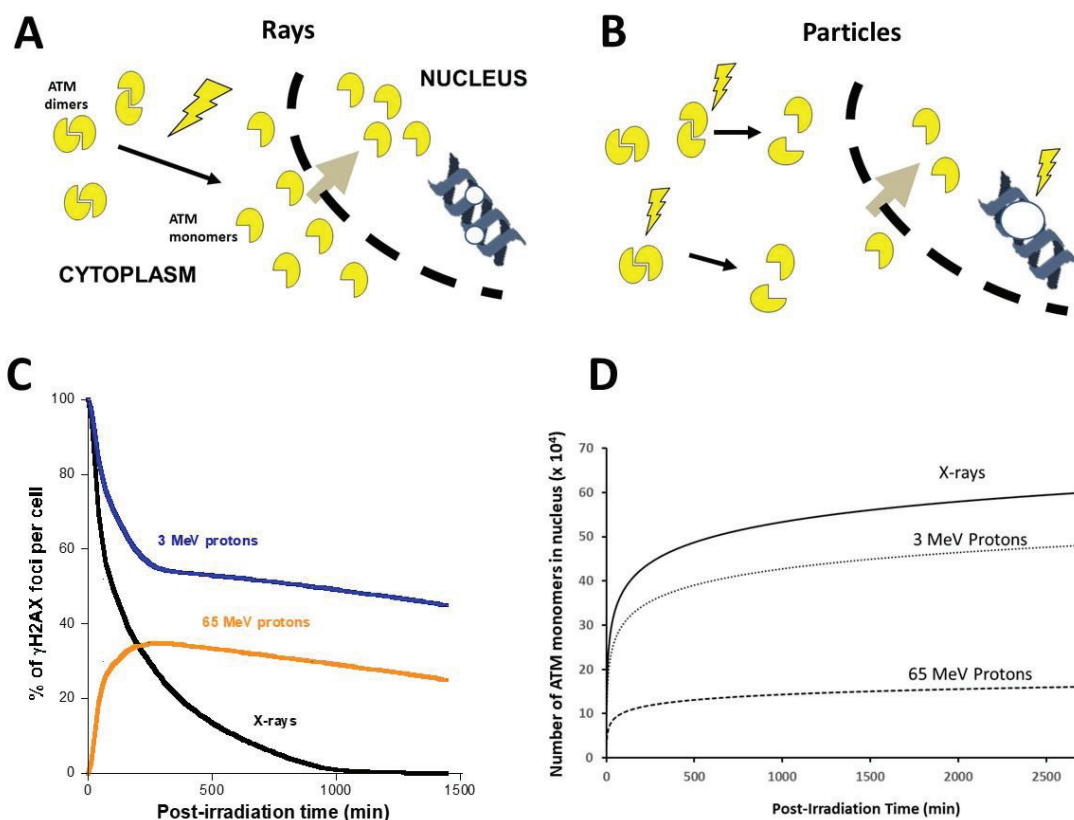 A
Rays
ATM
dimers
NUCLEUS
ATM
monomers
CYTOPLASM
B
Particles
C
% of γH2AX foci per cell
100
80
60
40
20
0
3 MeV protons
65 MeV protons
X-rays
0
500
1000
1500
Post-irradiation time (min)
D
Number of ATM monomers in nucleus (x 10⁴)
70
60
50
40
30
20
10
0
X-rays
3 MeV Protons
65 MeV Protons
0
500
1000
1500
2000
2500
Post-Irradiation Time (min)